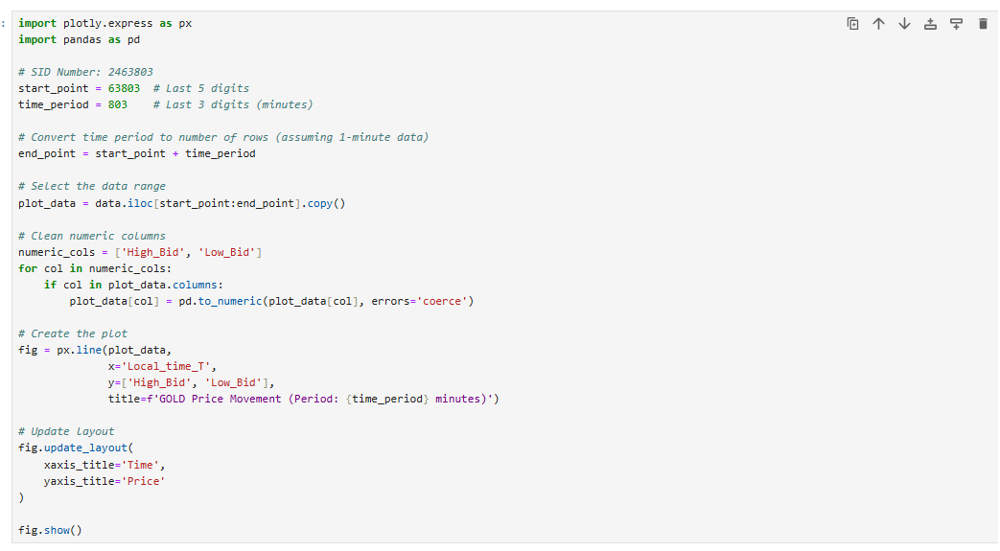 :
import plotly.express as px
import pandas as pd
# SID Number: 2463803
start_point = 63803  # Last 5 digits
time_period = 803    # Last 3 digits (minutes)
# Convert time period to number of rows (assuming 1-minute data)
end_point = start_point + time_period
# Select the data range
plot_data = data.iloc[start_point:end_point].copy()
# Clean numeric columns
numeric_cols = ['High_Bid', 'Low_Bid']
for col in numeric_cols:
    if col in plot_data.columns:
        plot_data[col] = pd.to_numeric(plot_data[col], errors='coerce')
# Create the plot
fig = px.line(plot_data,
              x='Local_time_T',
              y=['High_Bid', 'Low_Bid'],
              title=f'GOLD Price Movement (Period: {time_period} minutes)')
# Update layout
fig.update_layout(
    xaxis_title='Time',
    yaxis_title='Price'
)
fig.show()